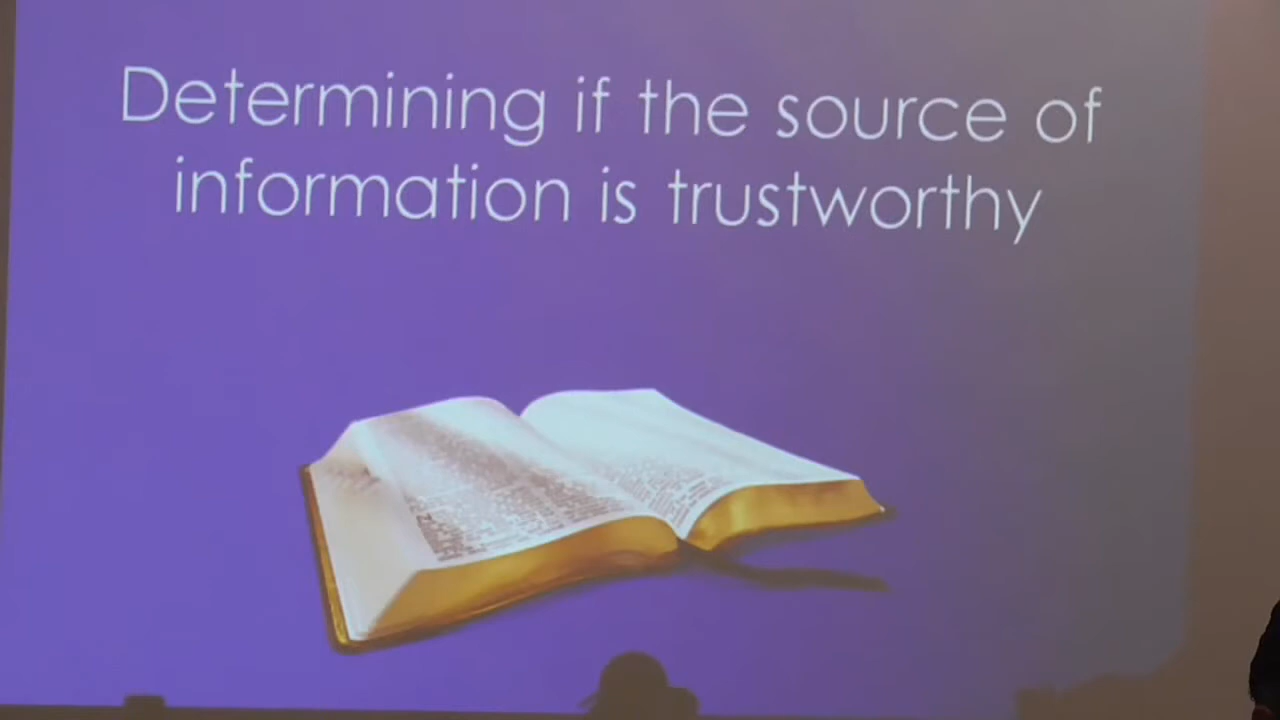 Determining if the source of
information is trustworthy